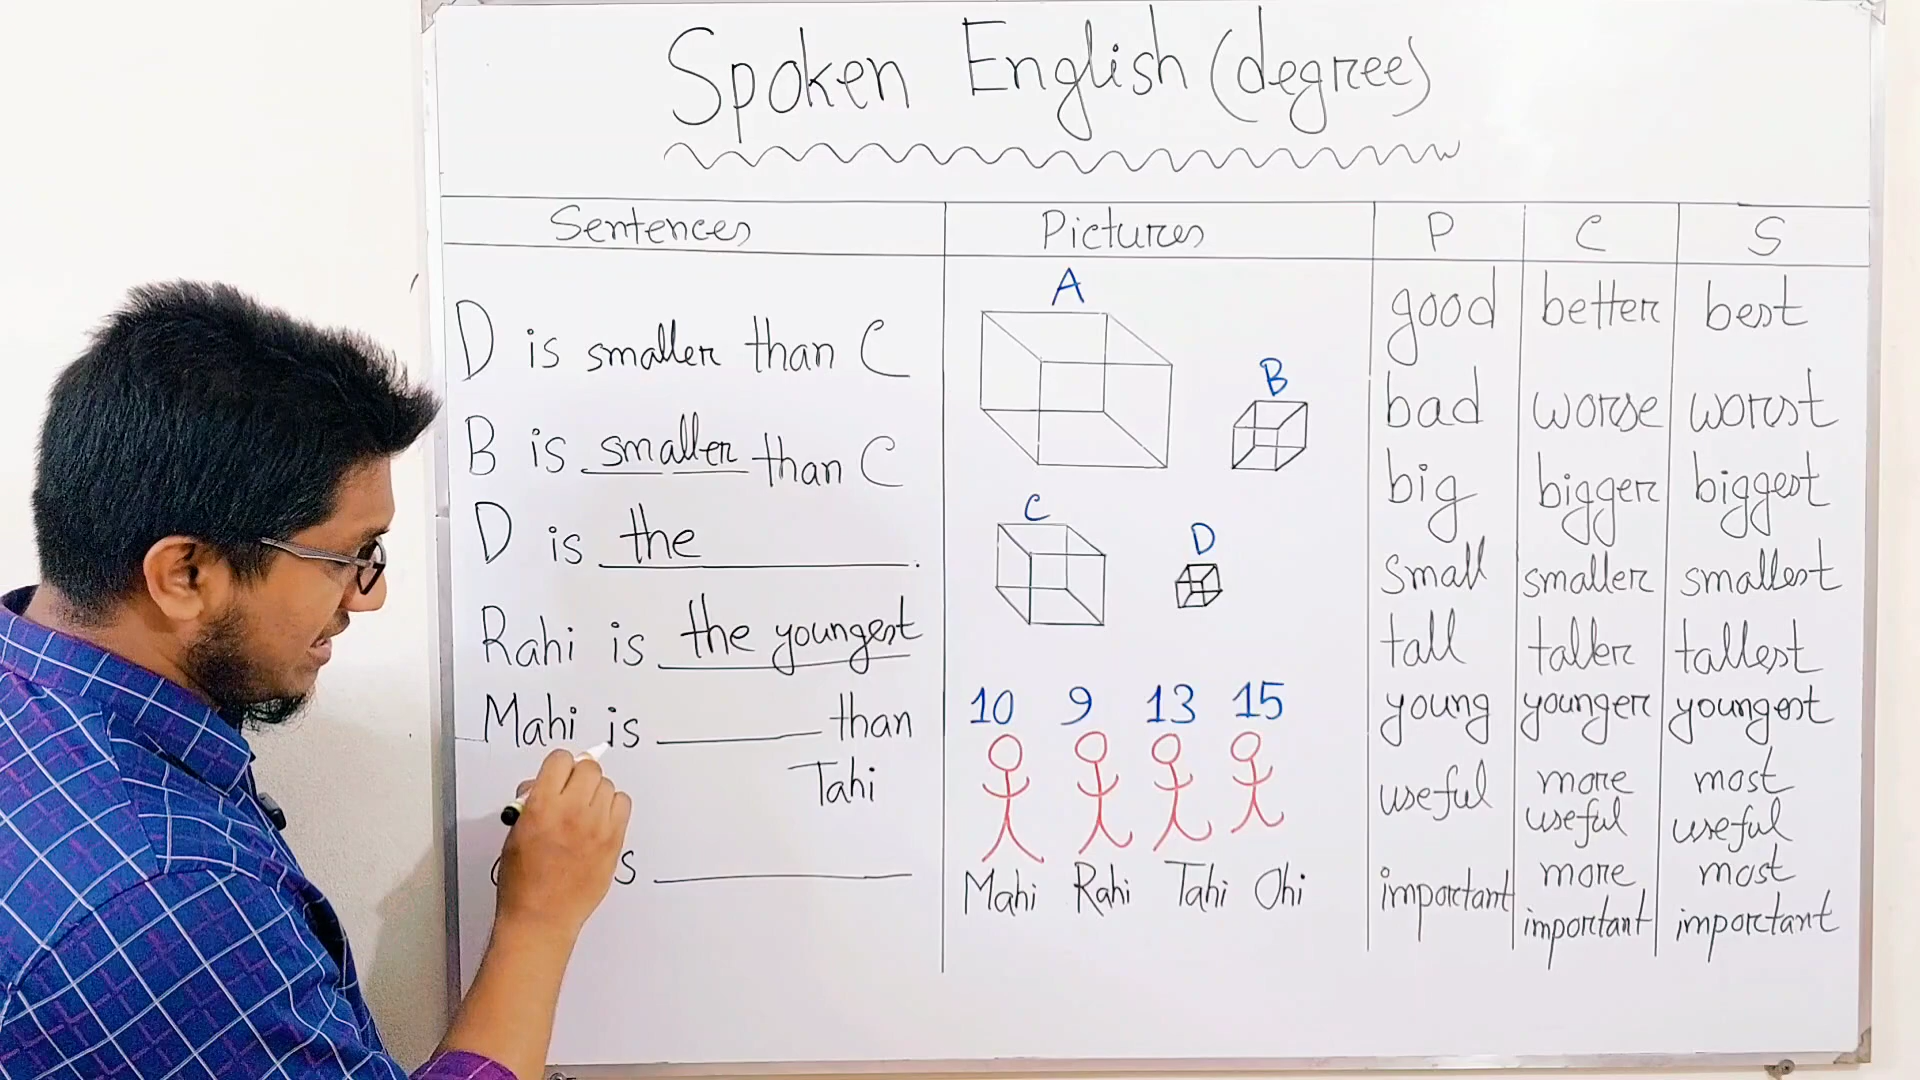 Spoken English (degree)
Sentences
D is smaller than C
B is smaller than C
D is the ______.
Rahi is the youngest
Mahi is ______ than
Tahi
s ______
Pictures
A
B
C
D
10 9 13 15
Mahi Rahi Tahi Ohi
P C S
good better best
bad worse worst
big bigger biggest
small smaller smallest
tall taller tallest
young younger youngest
useful more useful most useful
important more important most important